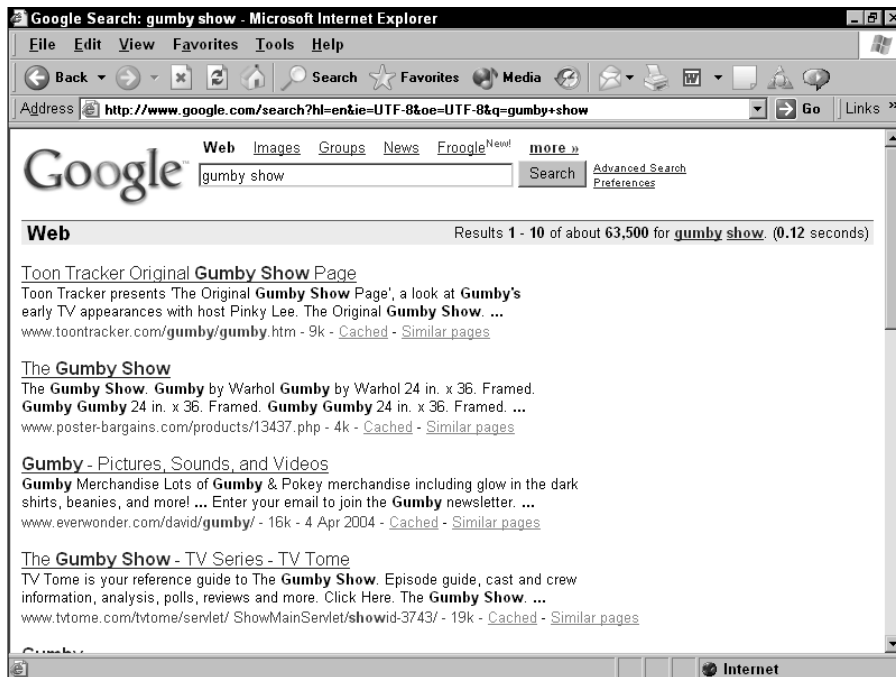 Google Search: gumby show - Microsoft Internet Explorer
File Edit View Favorites Tools Help
Back Search Favorites Media
Address http://www.google.com/search?hl=en&ie=UTF-8&oe=UTF-8&q=gumby+show Go Links »
Web Images Groups News Froogle New! more »
Google™ gumby show Search Advanced Search
Preferences
Web Results 1 - 10 of about 63,500 for gumby show. (0.12 seconds)
Toon Tracker Original Gumby Show Page
Toon Tracker presents 'The Original Gumby Show Page', a look at Gumby's
early TV appearances with host Pinky Lee. The Original Gumby Show. ...
www.toontracker.com/gumby/gumby.htm - 9k - Cached - Similar pages
The Gumby Show
The Gumby Show. Gumby by Warhol Gumby by Warhol 24 in. x 36. Framed.
Gumby Gumby 24 in. x 36. Framed. Gumby Gumby 24 in. x 36. Framed. ...
www.poster-bargains.com/products/13437.php - 4k - Cached - Similar pages
Gumby - Pictures, Sounds, and Videos
Gumby Merchandise Lots of Gumby & Pokey merchandise including glow in the dark
shirts, beanies, and more! ... Enter your email to join the Gumby newsletter. ...
www.everwonder.com/david/gumby/ - 16k - 4 Apr 2004 - Cached - Similar pages
The Gumby Show - TV Series - TV Tome
TV Tome is your reference guide to The Gumby Show. Episode guide, cast and crew
information, analysis, polls, reviews and more. Click Here. The Gumby Show. ...
www.tvtome.com/tvtome/servlet/ ShowMainServlet/showid-3743/ - 19k - Cached - Similar pages
Gumby
Internet